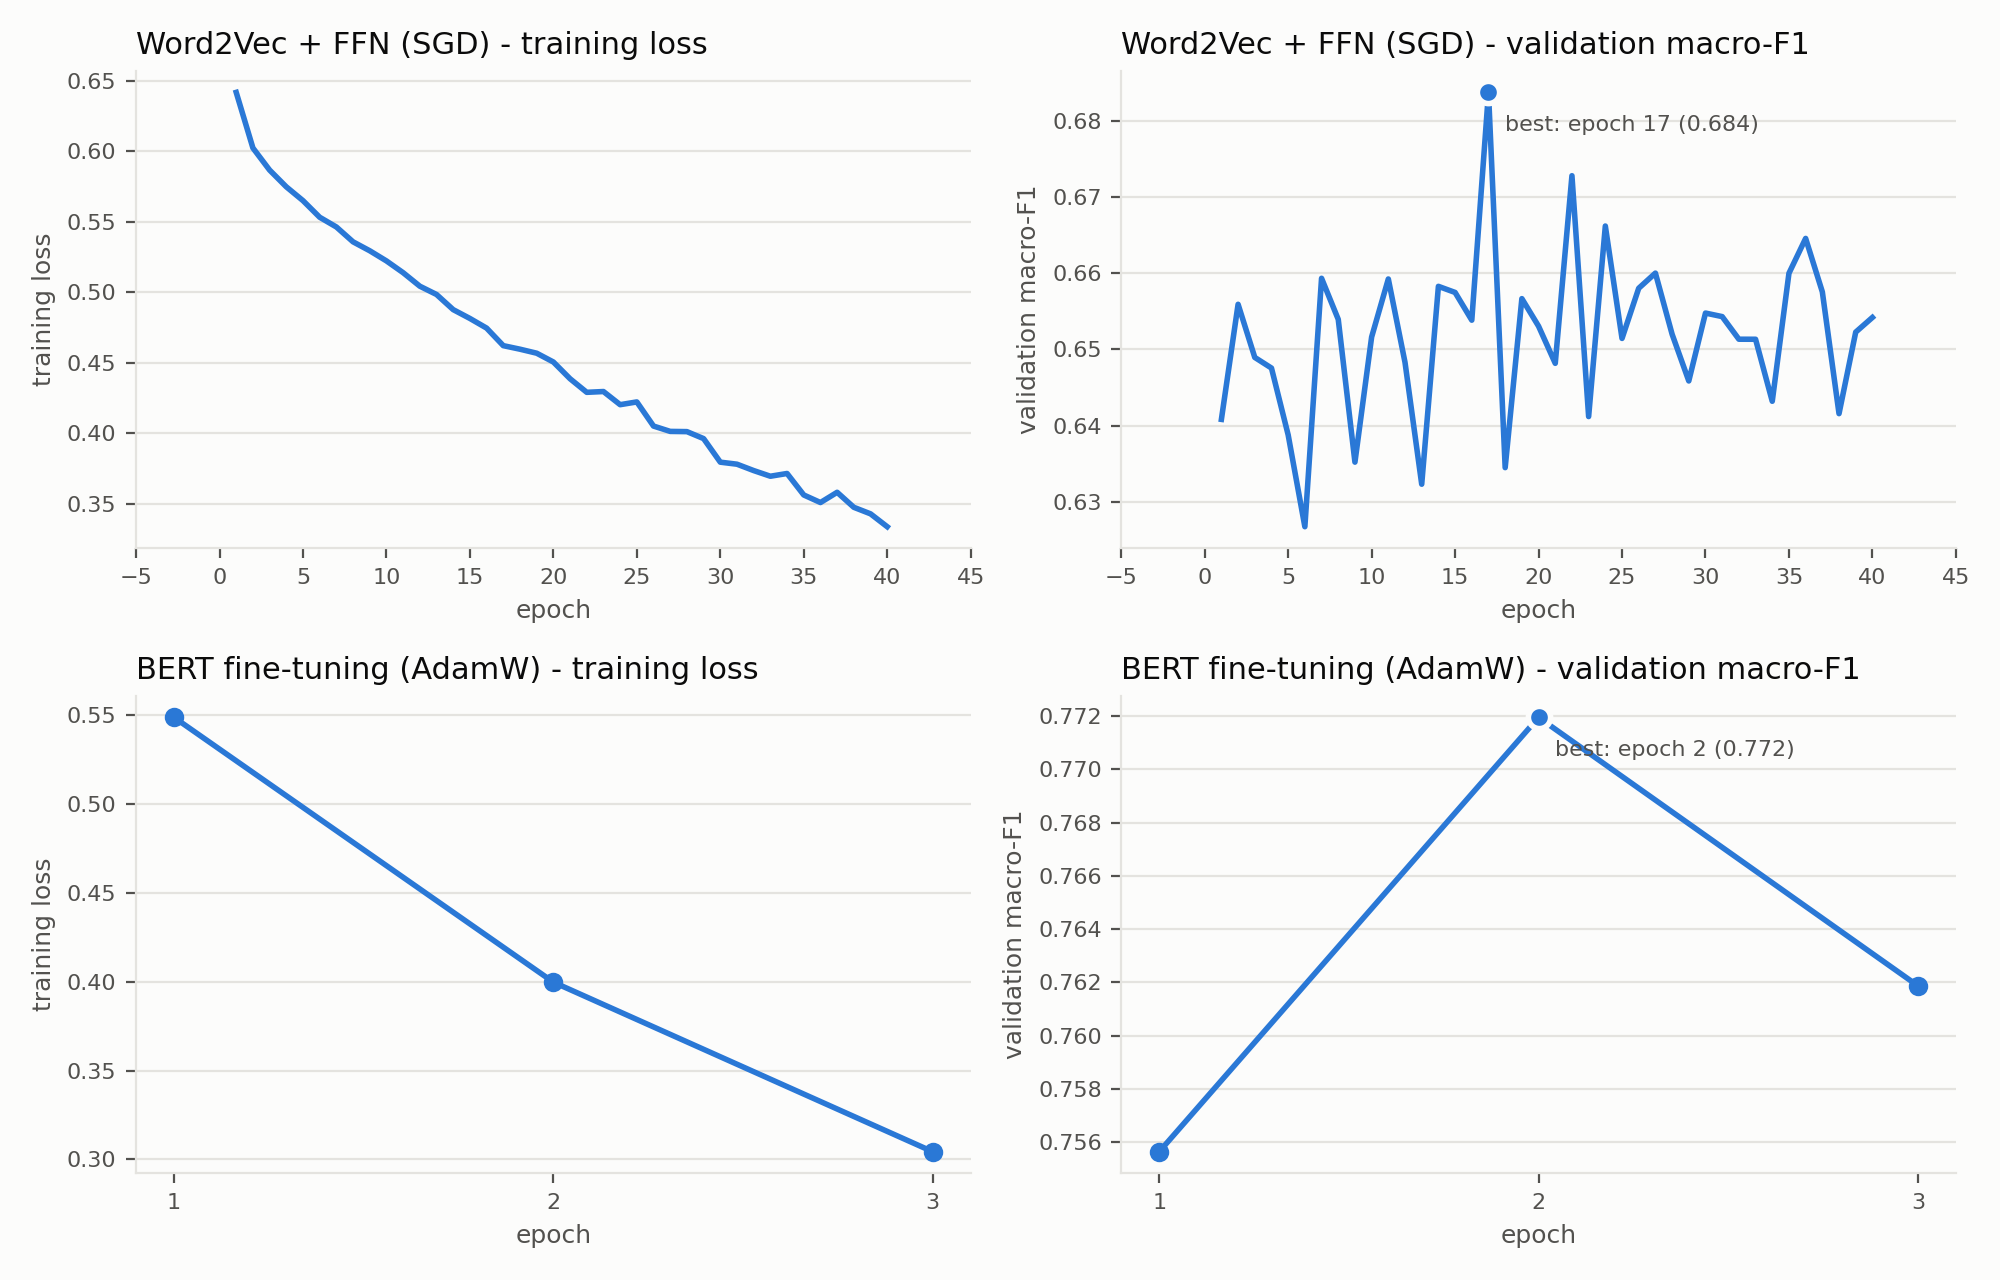 Word2Vec + FFN (SGD) - training loss
training loss
0.65
0.60
0.55
0.50
0.45
0.40
0.35
−5 0 5 10 15 20 25 30 35 40 45
epoch
Word2Vec + FFN (SGD) - validation macro-F1
validation macro-F1
0.68
0.67
0.66
0.65
0.64
0.63
best: epoch 17 (0.684)
−5 0 5 10 15 20 25 30 35 40 45
epoch
BERT fine-tuning (AdamW) - training loss
training loss
0.55
0.50
0.45
0.40
0.35
0.30
1 2 3
epoch
BERT fine-tuning (AdamW) - validation macro-F1
validation macro-F1
0.772
0.770
0.768
0.766
0.764
0.762
0.760
0.758
0.756
best: epoch 2 (0.772)
1 2 3
epoch